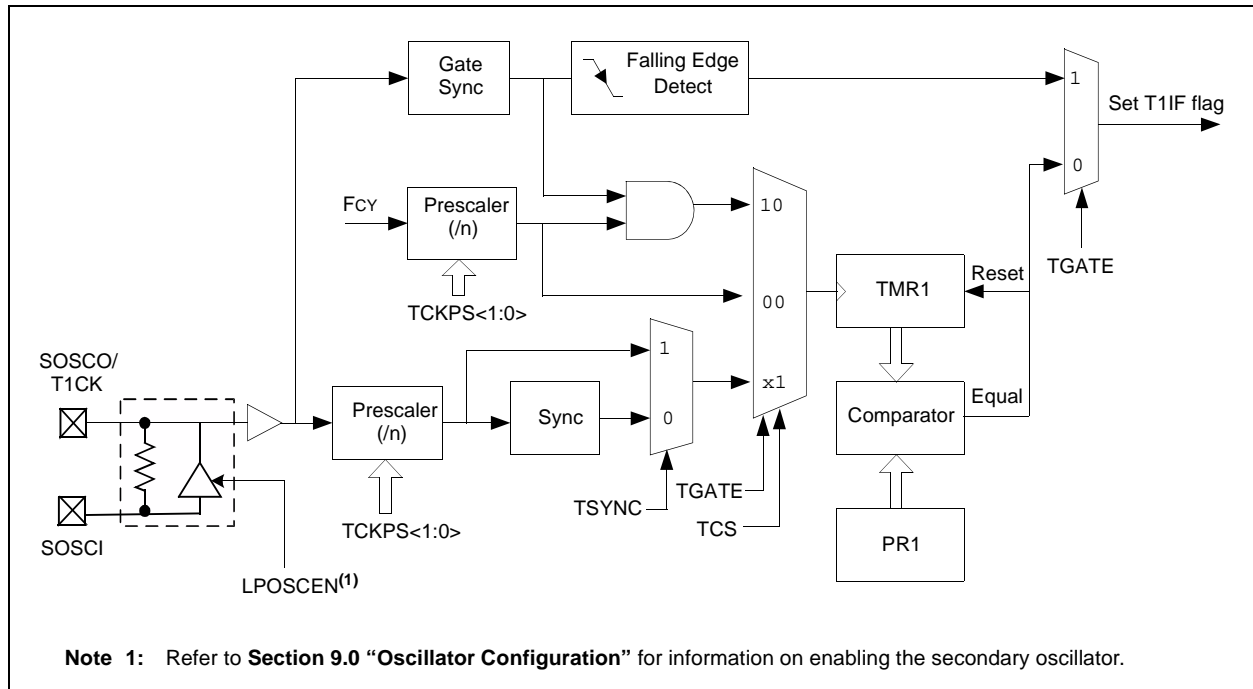 Gate
Sync
Falling Edge
Detect
1
0
Set T1IF flag
TGATE
FCY
Prescaler
(/n)
TCKPS<1:0>
10
00
x1
TMR1
Reset
SOSCO/
T1CK
SOSCI
LPOSCEN(1)
Prescaler
(/n)
TCKPS<1:0>
Sync
1
0
TSYNC
TGATE
TCS
Comparator
Equal
PR1
Note 1: Refer to Section 9.0 “Oscillator Configuration” for information on enabling the secondary oscillator.